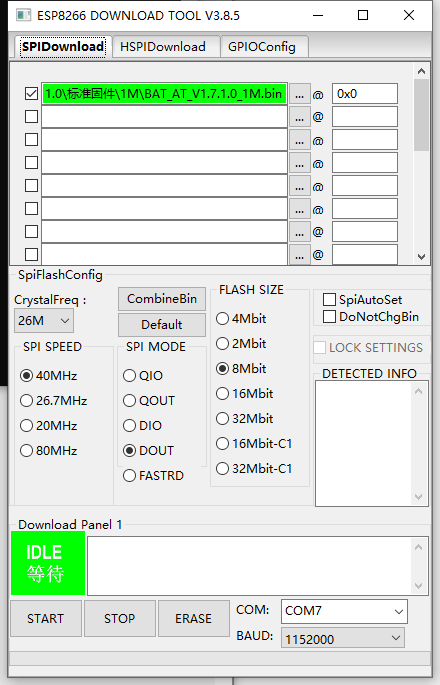 ESP8266 DOWNLOAD TOOL V3.8.5
SPIDownload HSPIDownload GPIOConfig
1.0\标准固件\1M\BAT_AT_V1.7.1.0_1M.bin ... @ 0x0
... @
... @
... @
... @
... @
... @
... @
SpiFlashConfig
CrystalFreq :
26M
CombineBin
Default
SPI SPEED
40MHz
26.7MHz
20MHz
80MHz
SPI MODE
QIO
QOUT
DIO
DOUT
FASTRD
FLASH SIZE
4Mbit
2Mbit
8Mbit
16Mbit
32Mbit
16Mbit-C1
32Mbit-C1
SpiAutoSet
DoNotChgBin
LOCK SETTINGS
DETECTED INFO
Download Panel 1
IDLE
等待
START STOP ERASE
COM: COM7
BAUD: 1152000